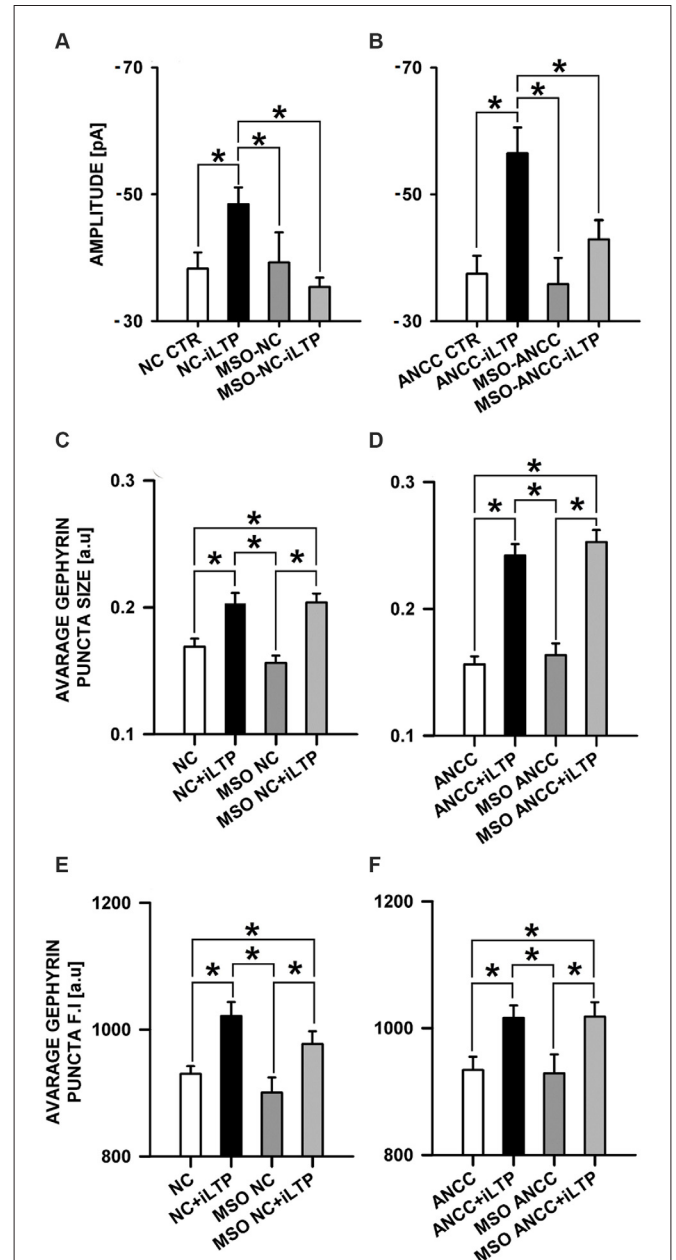 A
B
-70
-50
-30
AMPLITUDE [pA]
*
*
*
NC CTR
NC-iLTP
MSO-NC
MSO-NC-iLTP
-70
-50
-30
*
*
*
ANCC CTR
ANCC-iLTP
MSO-ANCC
MSO-ANCC-iLTP
C
D
0.3
0.2
0.1
AVARAGE GEPHYRIN
PUNCTA SIZE [a.u]
*
*
*
*
NC
NC+iLTP
MSO NC
MSO NC+iLTP
0.3
0.2
0.1
*
*
*
*
ANCC
ANCC+iLTP
MSO ANCC
MSO ANCC+iLTP
E
F
1200
1000
800
AVARAGE GEPHYRIN
PUNCTA F.I [a.u]
*
*
*
*
NC
NC+iLTP
MSO NC
MSO NC+iLTP
1200
1000
800
*
*
*
*
ANCC
ANCC+iLTP
MSO ANCC
MSO ANCC+iLTP